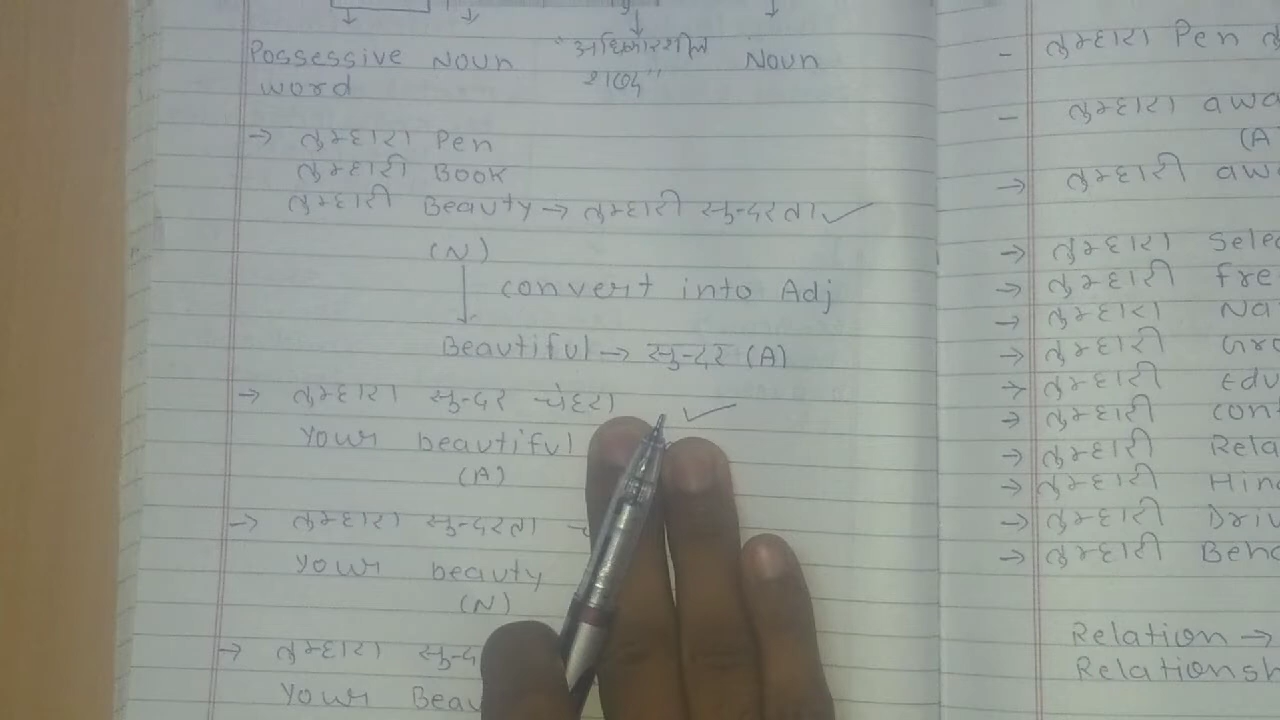 Possessive Noun "अधिकारशील Noun
word शब्द"
→ तुम्हारा Pen
तुम्हारी Book
तुम्हारी Beauty → तुम्हारी सुन्दरता ✓
(N)
convert into Adj
Beautiful → सुन्दर (A)
→ तुम्हारा सुन्दर चेहरा ✓
Your beautiful
(A)
→ तुम्हारा सुन्दरता
Your beauty
(N)
→ तुम्हारा
Your
- तुम्हारा Pen
- तुम्हारा
(A
→ तुम्हारी
→ तुम्हारा
→ तुम्हारी
→ तुम्हारा
→ तुम्हारी
→ तुम्हारी
→ तुम्हारी
→ तुम्हारी
→ तुम्हारी
→ तुम्हारी
→ तुम्हारी
Relation →